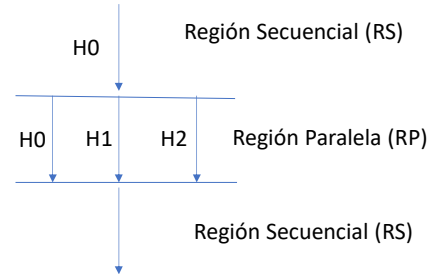 Región Secuencial (RS)
H0
H0 H1 H2 Región Paralela (RP)
Región Secuencial (RS)